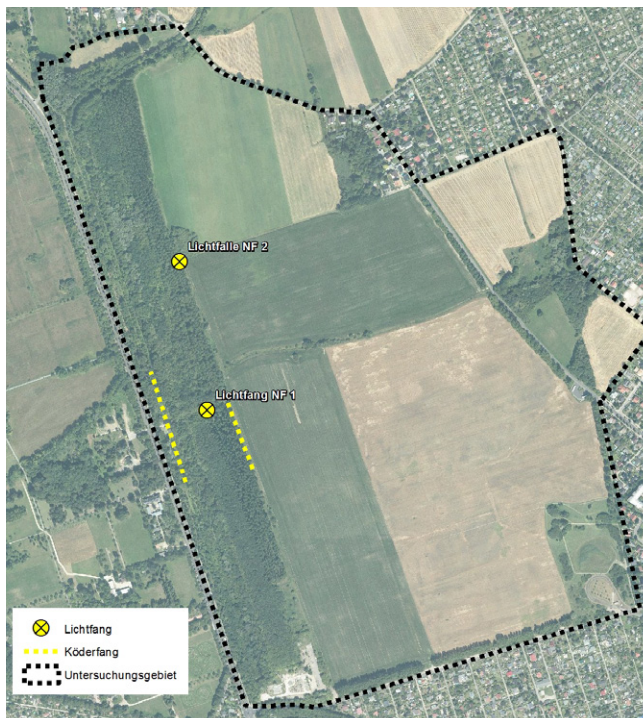 Lichtfalle NF 2
Lichtfang NF 1
Lichtfang
Köderfang
Untersuchungsgebiet